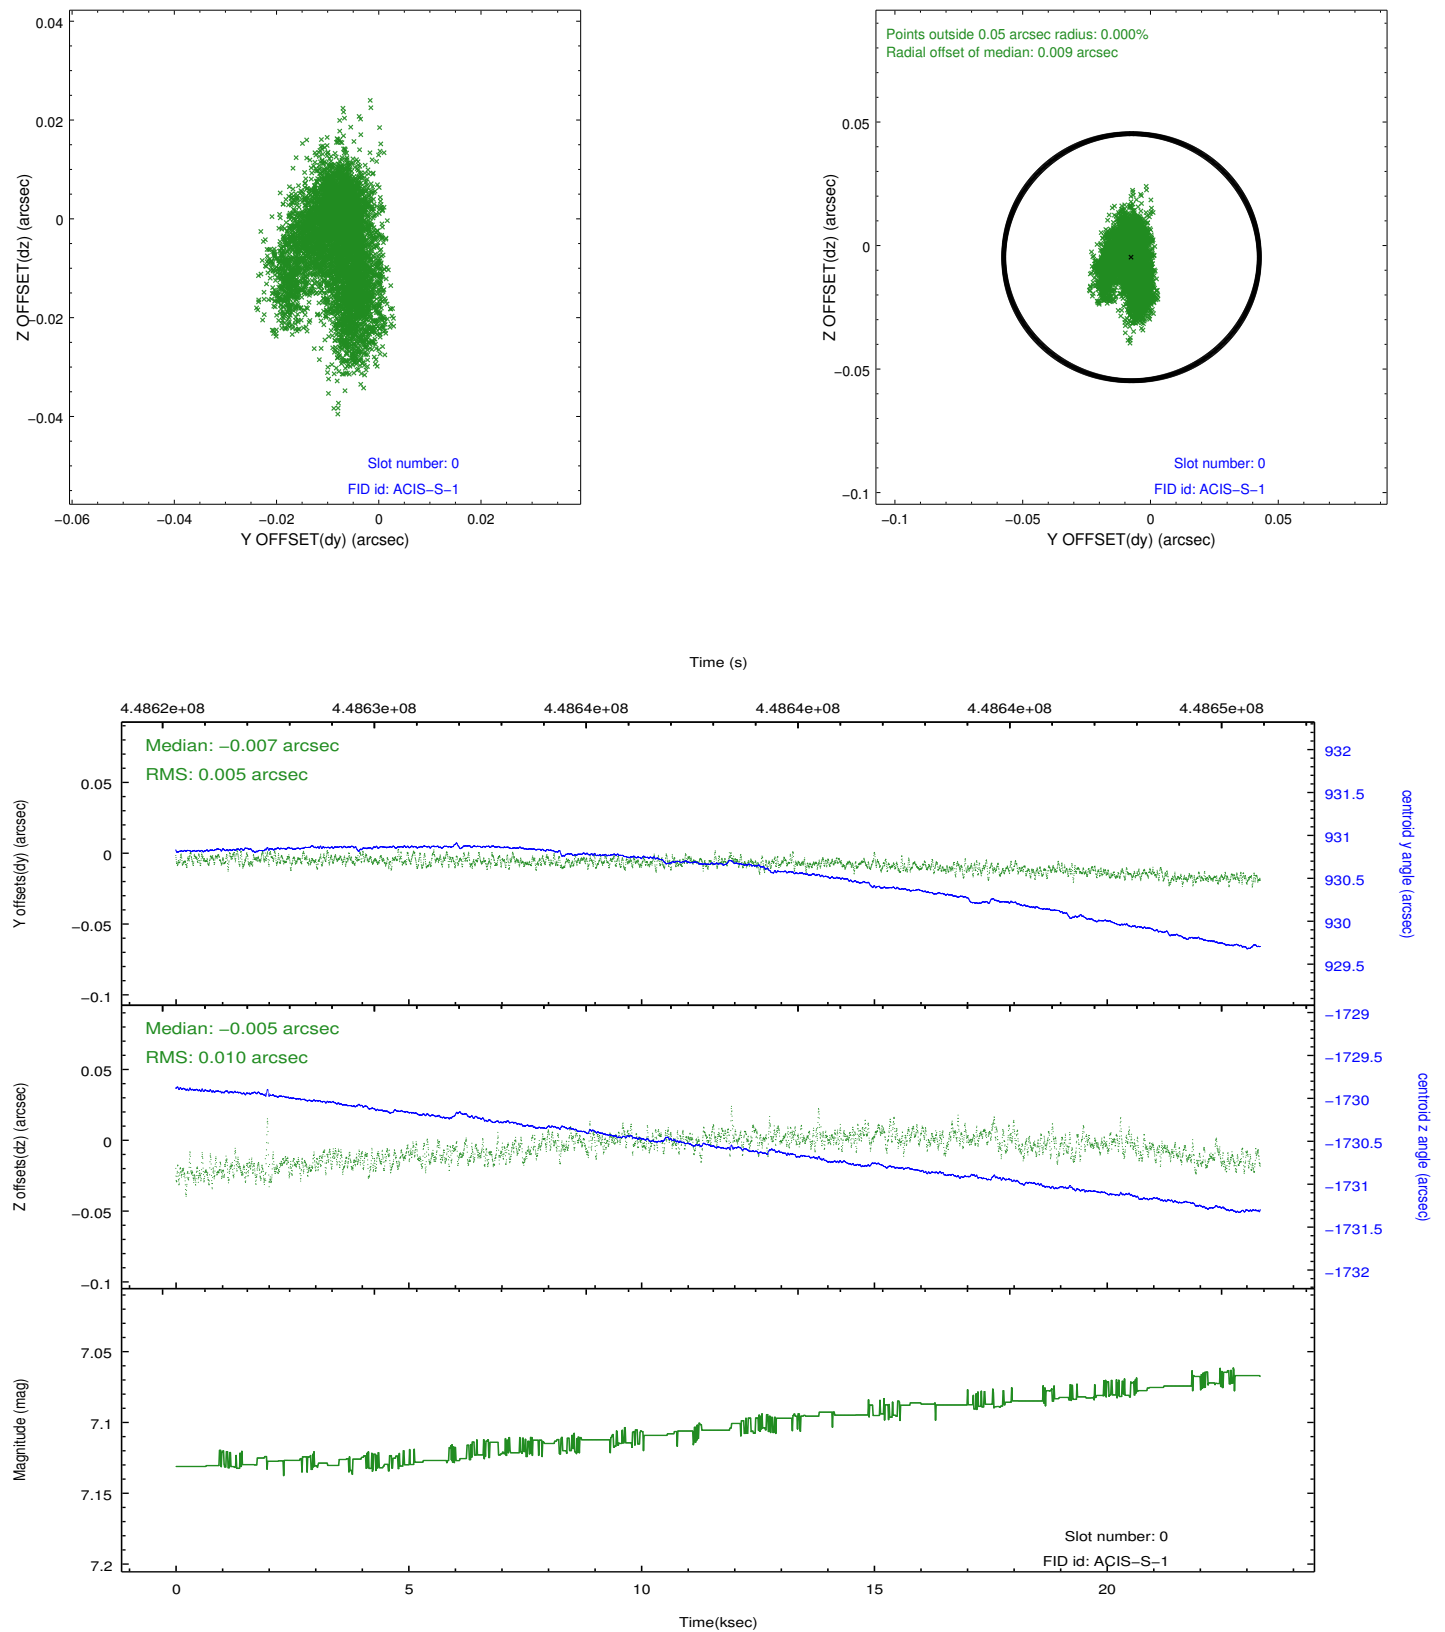 0.04
0.02
0
−0.02
−0.04
Z OFFSET(dz) (arcsec)
Slot number: 0
FID id: ACIS−S−1
−0.06
−0.04
−0.02
0
0.02
Y OFFSET(dy) (arcsec)
Points outside 0.05 arcsec radius: 0.000%
Radial offset of median: 0.009 arcsec
0.05
0
−0.05
−0.1
Z OFFSET(dz) (arcsec)
Slot number: 0
FID id: ACIS−S−1
−0.1
−0.05
0
0.05
Y OFFSET(dy) (arcsec)
Time (s)
4.4862e+08
4.4863e+08
4.4864e+08
4.4864e+08
4.4864e+08
4.4865e+08
Median: −0.007 arcsec
RMS: 0.005 arcsec
0.05
0
−0.05
−0.1
Y offsets(dy) (arcsec)
932
931.5
931
930.5
930
929.5
centroid y angle (arcsec)
Median: −0.005 arcsec
RMS: 0.010 arcsec
0.05
0
−0.05
−0.1
Z offsets(dz) (arcsec)
−1729
−1729.5
−1730
−1730.5
−1731
−1731.5
−1732
centroid z angle (arcsec)
7.05
7.1
7.15
7.2
Magnitude (mag)
Slot number: 0
FID id: ACIS−S−1
0
5
10
15
20
Time(ksec)